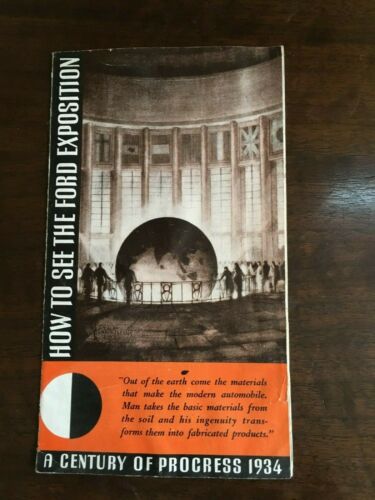 HOW TO SEE THE FORD EXPOSITION
"Out of the earth come the materials
that make the modern automobile.
Man takes the basic materials from
the soil and his ingenuity trans-
forms them into fabricated products."
A CENTURY OF PROGRESS 1934